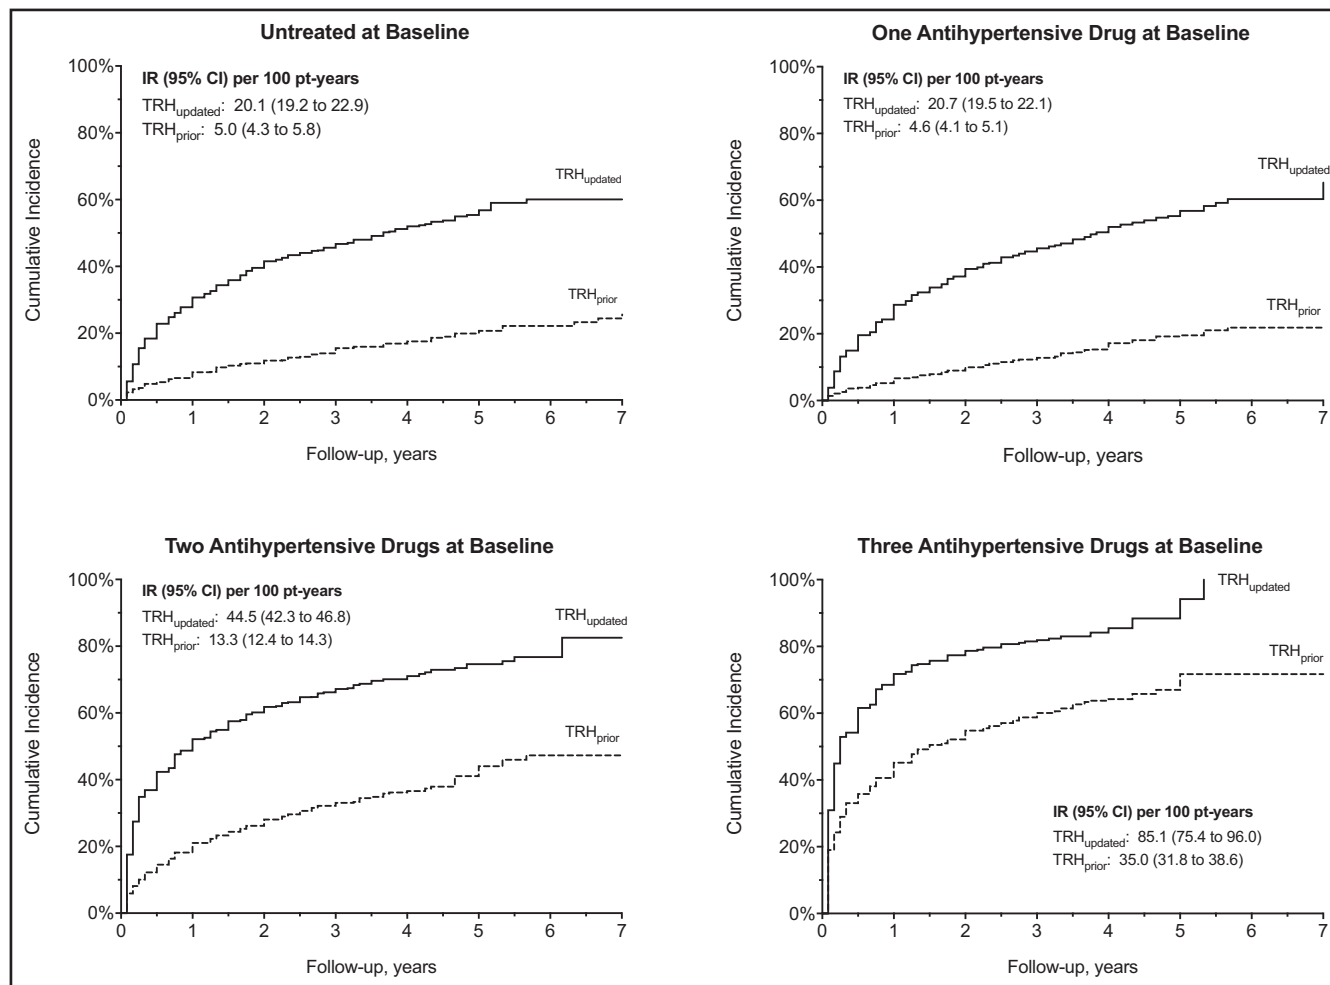 Untreated at Baseline
100%
80%
60%
40%
20%
0%
Cumulative Incidence
IR (95% CI) per 100 pt-years
TRHupdated: 20.1 (19.2 to 22.9)
TRHprior: 5.0 (4.3 to 5.8)
TRHupdated
TRHprior
0 1 2 3 4 5 6 7
Follow-up, years
One Antihypertensive Drug at Baseline
100%
80%
60%
40%
20%
0%
Cumulative Incidence
IR (95% CI) per 100 pt-years
TRHupdated: 20.7 (19.5 to 22.1)
TRHprior: 4.6 (4.1 to 5.1)
TRHupdated
TRHprior
0 1 2 3 4 5 6 7
Follow-up, years
Two Antihypertensive Drugs at Baseline
100%
80%
60%
40%
20%
0%
Cumulative Incidence
IR (95% CI) per 100 pt-years
TRHupdated: 44.5 (42.3 to 46.8)
TRHprior: 13.3 (12.4 to 14.3)
TRHupdated
TRHprior
0 1 2 3 4 5 6 7
Follow-up, years
Three Antihypertensive Drugs at Baseline
100%
80%
60%
40%
20%
0%
Cumulative Incidence
TRHupdated
TRHprior
IR (95% CI) per 100 pt-years
TRHupdated: 85.1 (75.4 to 96.0)
TRHprior: 35.0 (31.8 to 38.6)
0 1 2 3 4 5 6 7
Follow-up, years